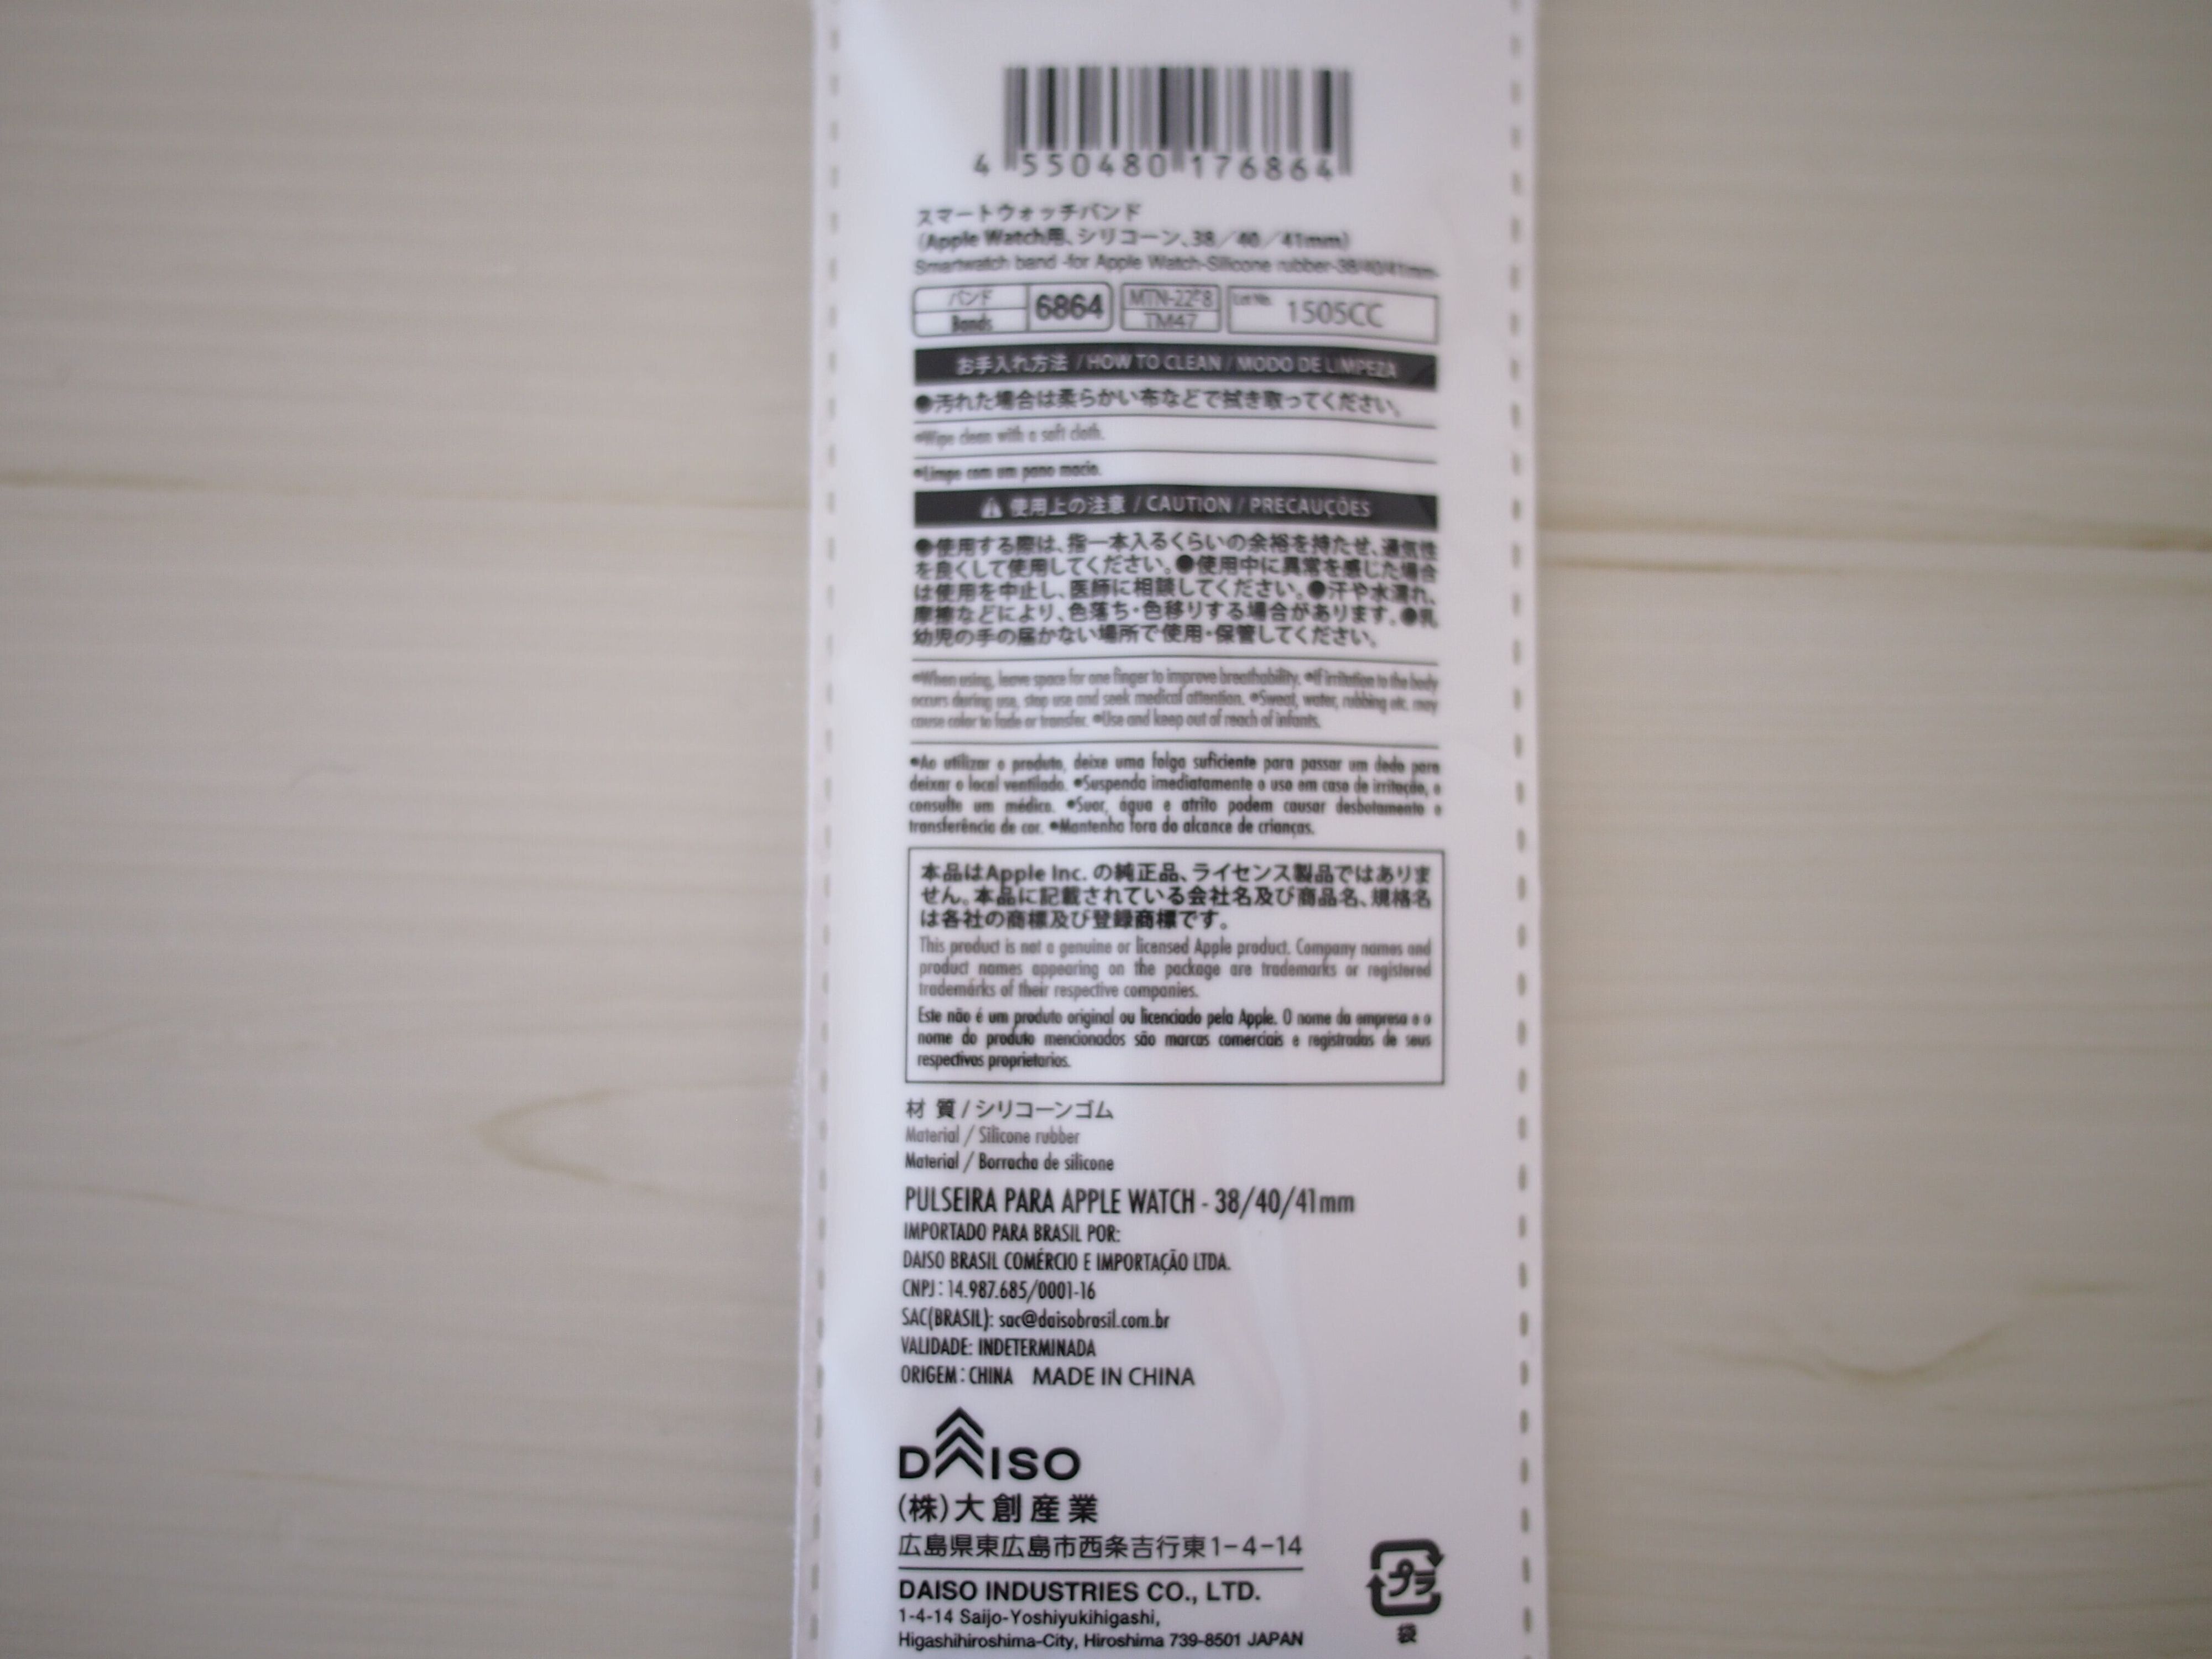 4 550480 176864
スマートウォッチバンド
(Apple Watch用、シリコーン、38/40/41mm)
Smartwatch band -for Apple Watch-Silicone rubber-38/40/41mm-
バンド
Bands
6864
TM47
Lot No. 1505CC
お手入れ方法 / HOW TO CLEAN / MODO DE LIMPEZA
●汚れた場合は柔らかい布などで拭き取ってください。
●Wipe clean with a soft cloth.
●Limpe com um pano macio.
使用上の注意 / CAUTION / PRECAUÇÕES
●使用する際は、指一本入るくらいの余裕を持たせ、通気性
を良くして使用してください。●使用中に異常を感じた場合
は使用を中止し、医師に相談してください。●汗や水濡れ、
摩擦などにより、色落ち・色移りする場合があります。●乳
幼児の手の届かない場所で使用・保管してください。
●When using, leave space for one finger to improve breathability. ●If irritation to the body
occurs during use, stop use and seek medical attention. ●Sweat, water, rubbing etc. may
cause color to fade or transfer. ●Use and keep out of reach of infants.
●Ao utilizar o produto, deixe uma folga suficiente para passar um dedo para
deixar o local ventilado. ●Suspenda imediatamente o uso em caso de irritação, e
consulte um médico. ●Suor, água e atrito podem causar desbotamento e
transferência de cor. ●Mantenha fora do alcance de crianças.
本品はApple Inc. の純正品、ライセンス製品ではありま
せん。本品に記載されている会社名及び商品名、規格名
は各社の商標及び登録商標です。
This product is not a genuine or licensed Apple product. Company names and
product names appearing on the package are trademarks or registered
trademarks of their respective companies.
Este não é um produto original ou licenciado pela Apple. O nome da empresa e o
nome do produto mencionados são marcas comerciais e registradas de seus
respectivos proprietarios.
材 質 / シリコーンゴム
Material / Silicone rubber
Material / Borracha de silicone
PULSEIRA PARA APPLE WATCH - 38/40/41mm
IMPORTADO PARA BRASIL POR:
DAISO BRASIL COMÉRCIO E IMPORTAÇÃO LTDA.
CNPJ: 14.987.685/0001-16
SAC(BRASIL): sac@daisobrasil.com.br
VALIDADE: INDETERMINADA
ORIGEM: CHINA MADE IN CHINA
DAISO
(株)大創産業
広島県東広島市西条吉行東1-4-14
DAISO INDUSTRIES CO., LTD.
1-4-14 Saijo-Yoshiyukihigashi,
Higashihiroshima-City, Hiroshima 739-8501 JAPAN
プラ
袋